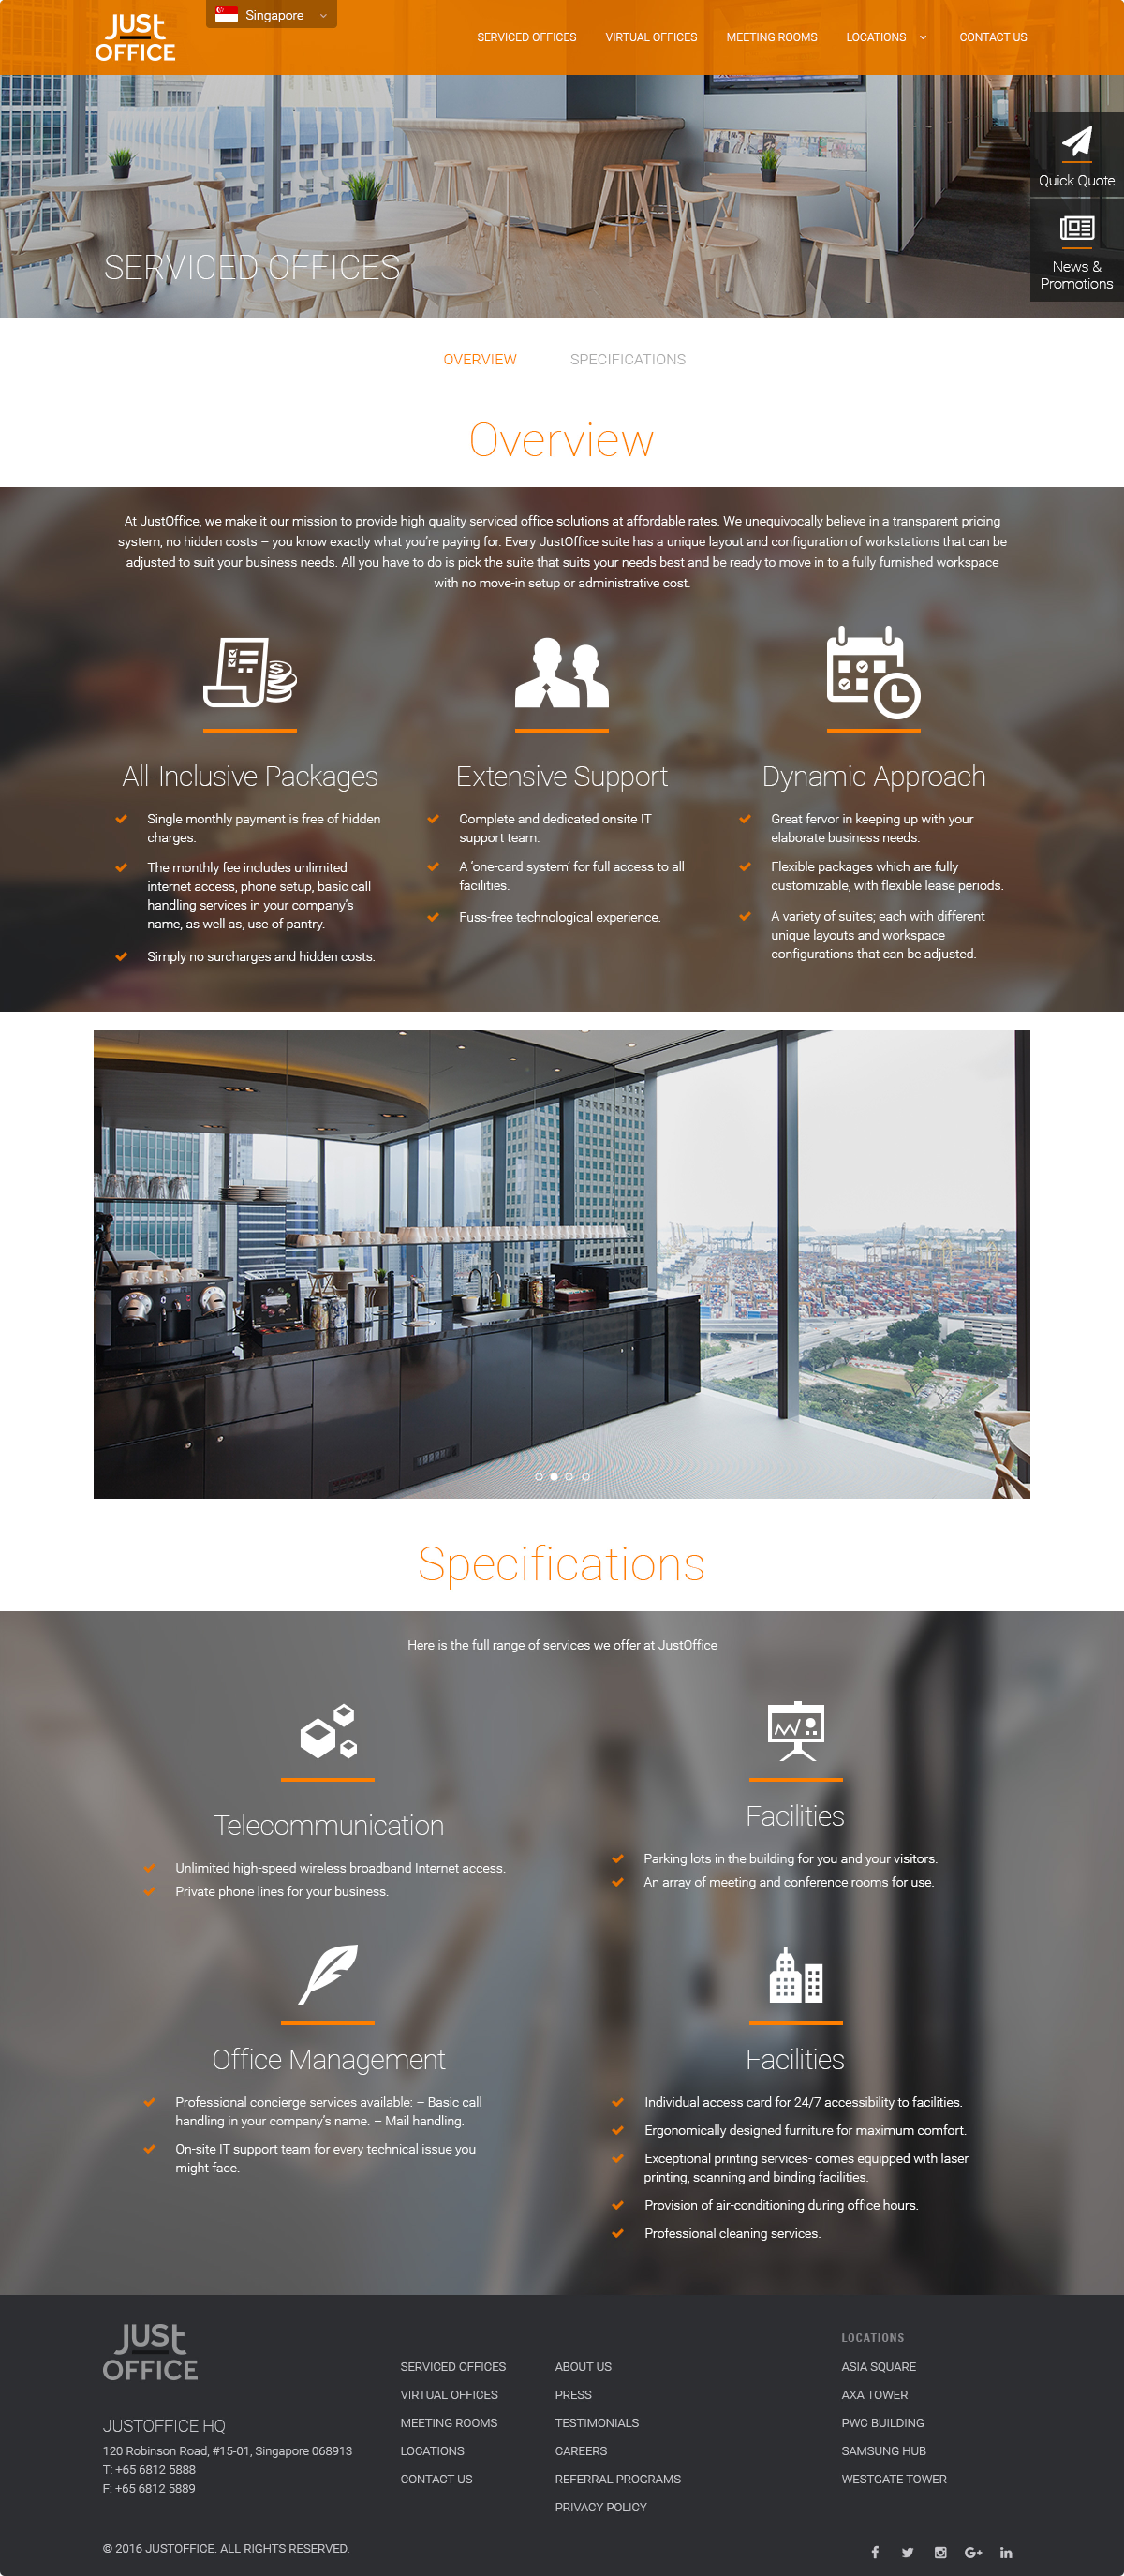 JUST
OFFICE
Singapore
SERVICED OFFICES
VIRTUAL OFFICES
MEETING ROOMS
LOCATIONS
CONTACT US
Quick Quote
News &
Promotions
SERVICED OFFICES
OVERVIEW
SPECIFICATIONS
Overview
At JustOffice, we make it our mission to provide high quality serviced office solutions at affordable rates. We unequivocally believe in a transparent pricing
system; no hidden costs – you know exactly what you're paying for. Every JustOffice suite has a unique layout and configuration of workstations that can be
adjusted to suit your business needs. All you have to do is pick the suite that suits your needs best and be ready to move in to a fully furnished workspace
with no move-in setup or administrative cost.
All-Inclusive Packages
Single monthly payment is free of hidden
charges.
The monthly fee includes unlimited
internet access, phone setup, basic call
handling services in your company's
name, as well as, use of pantry.
Simply no surcharges and hidden costs.
Extensive Support
Complete and dedicated onsite IT
support team.
A 'one-card system' for full access to all
facilities.
Fuss-free technological experience.
Dynamic Approach
Great fervor in keeping up with your
elaborate business needs.
Flexible packages which are fully
customizable, with flexible lease periods.
A variety of suites; each with different
unique layouts and workspace
configurations that can be adjusted.
Specifications
Here is the full range of services we offer at JustOffice
Telecommunication
Unlimited high-speed wireless broadband Internet access.
Private phone lines for your business.
Facilities
Parking lots in the building for you and your visitors.
An array of meeting and conference rooms for use.
Office Management
Professional concierge services available: – Basic call
handling in your company's name. – Mail handling.
On-site IT support team for every technical issue you
might face.
Facilities
Individual access card for 24/7 accessibility to facilities.
Ergonomically designed furniture for maximum comfort.
Exceptional printing services- comes equipped with laser
printing, scanning and binding facilities.
Provision of air-conditioning during office hours.
Professional cleaning services.
JUST
OFFICE
JUSTOFFICE HQ
120 Robinson Road, #15-01, Singapore 068913
T: +65 6812 5888
F: +65 6812 5889
SERVICED OFFICES
VIRTUAL OFFICES
MEETING ROOMS
LOCATIONS
CONTACT US
ABOUT US
PRESS
TESTIMONIALS
CAREERS
REFERRAL PROGRAMS
PRIVACY POLICY
LOCATIONS
ASIA SQUARE
AXA TOWER
PWC BUILDING
SAMSUNG HUB
WESTGATE TOWER
© 2016 JUSTOFFICE. ALL RIGHTS RESERVED.